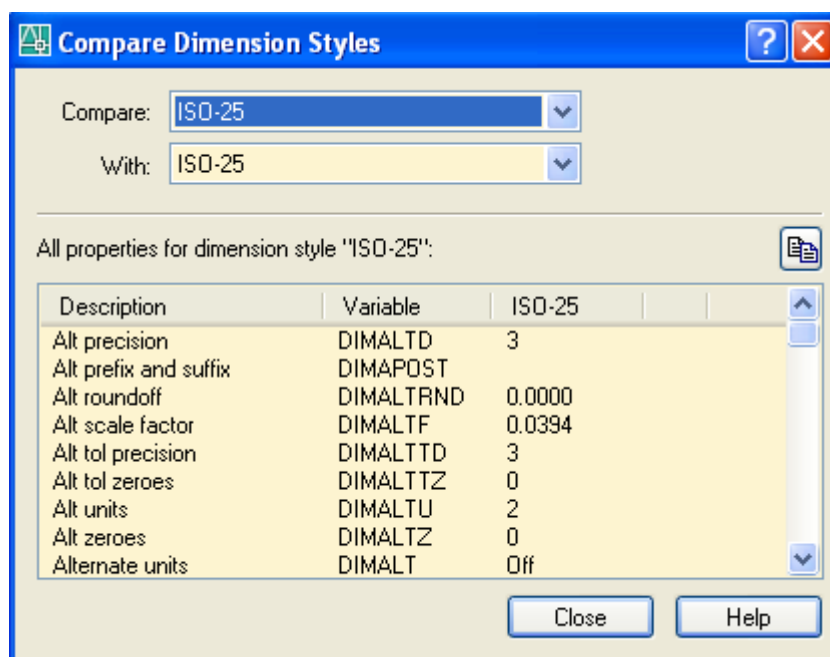 Compare Dimension Styles
Compare: ISO-25
With: ISO-25
All properties for dimension style "ISO-25":
Description Variable ISO-25
Alt precision DIMALTD 3
Alt prefix and suffix DIMAPOST
Alt roundoff DIMALTRND 0.0000
Alt scale factor DIMALTF 0.0394
Alt tol precision DIMALTTD 3
Alt tol zeroes DIMALTTZ 0
Alt units DIMALTU 2
Alt zeroes DIMALTZ 0
Alternate units DIMALT Off
Close Help